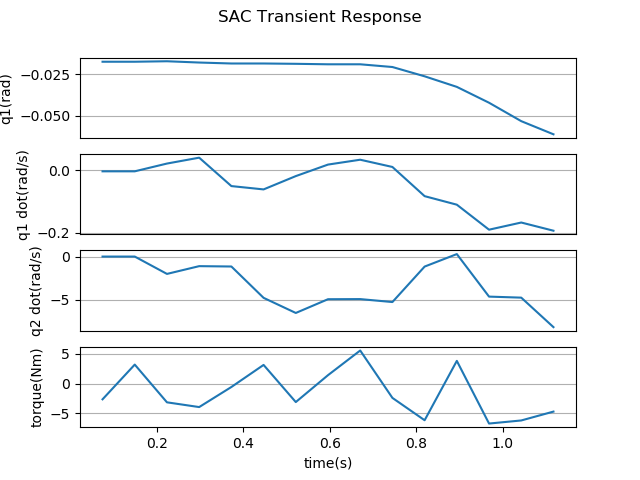 SAC Transient Response
q1(rad)
−0.025
−0.050
q1 dot(rad/s)
0.0
−0.2
q2 dot(rad/s)
0
−5
torque(Nm)
5
0
−5
0.2 0.4 0.6 0.8 1.0
time(s)